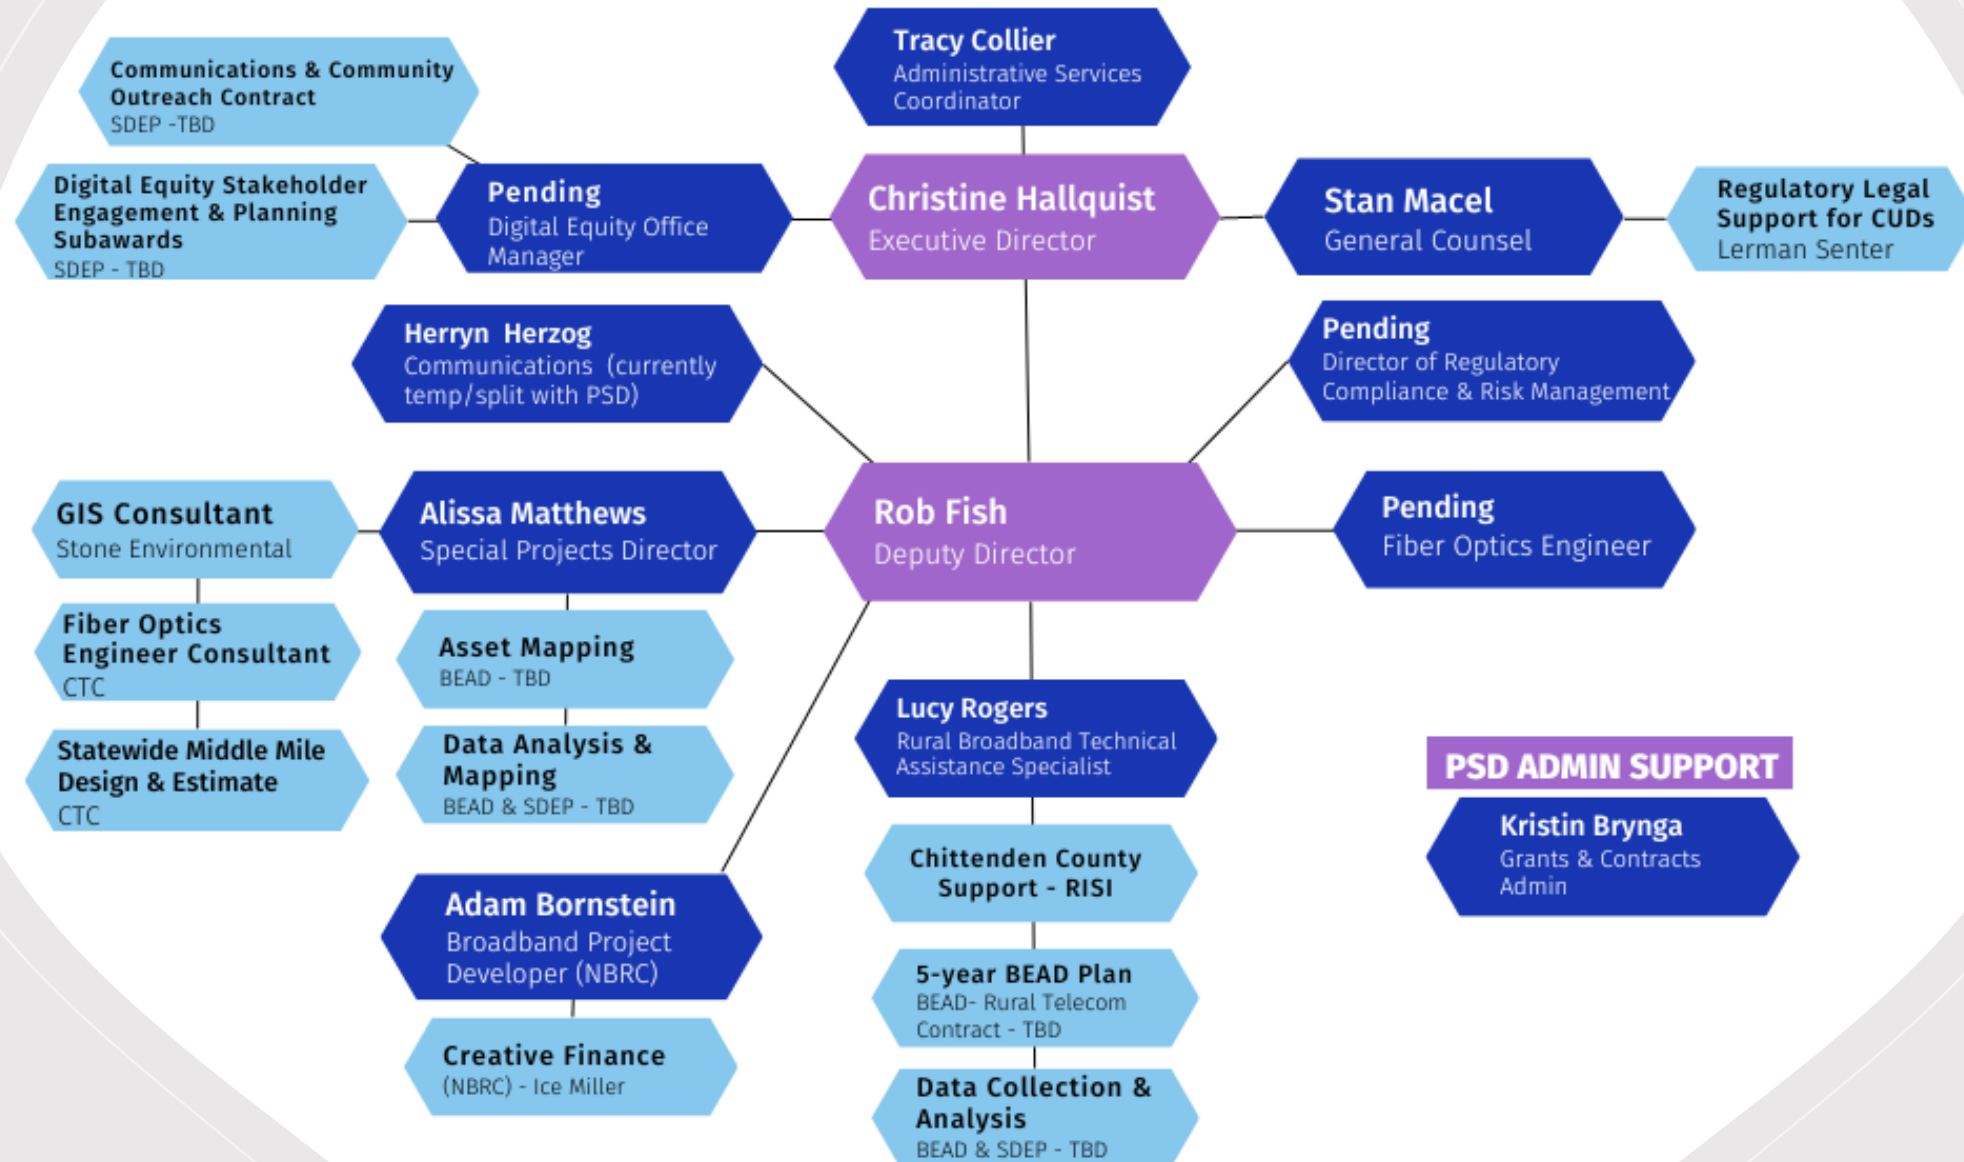 Tracy Collier
Administrative Services
Coordinator
Communications & Community
Outreach Contract
SDEP -TBD
Digital Equity Stakeholder
Engagement & Planning
Subawards
SDEP - TBD
Pending
Digital Equity Office
Manager
Christine Hallquist
Executive Director
Stan Macel
General Counsel
Regulatory Legal
Support for CUDs
Lerman Senter
Herryn  Herzog
Communications  (currently
temp/split with PSD)
Pending
Director of Regulatory
Compliance & Risk Management
GIS Consultant
Stone Environmental
Alissa Matthews
Special Projects Director
Rob Fish
Deputy Director
Pending
Fiber Optics Engineer
Fiber Optics
Engineer Consultant
CTC
Asset Mapping
BEAD - TBD
Statewide Middle Mile
Design & Estimate
CTC
Data Analysis &
Mapping
BEAD & SDEP - TBD
Lucy Rogers
Rural Broadband Technical
Assistance Specialist
PSD ADMIN SUPPORT
Kristin Brynga
Grants & Contracts
Admin
Chittenden County
Support - RISI
Adam Bornstein
Broadband Project
Developer (NBRC)
5-year BEAD Plan
BEAD- Rural Telecom
Contract - TBD
Creative Finance
(NBRC) - Ice Miller
Data Collection &
Analysis
BEAD & SDEP - TBD